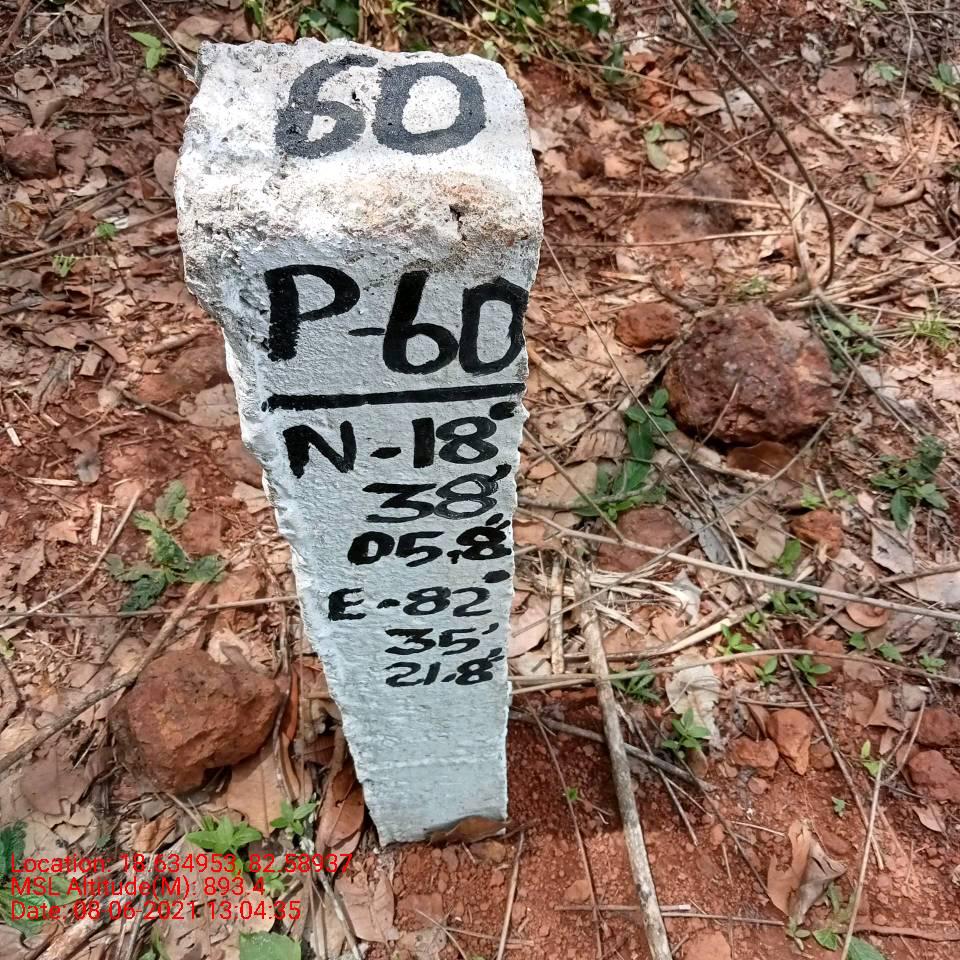 60
P-60
N-18°
38'
05.8"
E-82°
35'
21.8"
Location: 18.634953, 82.58937
MSL Altitude(M): 893.4
Date: 08-06-2021 13:04:35